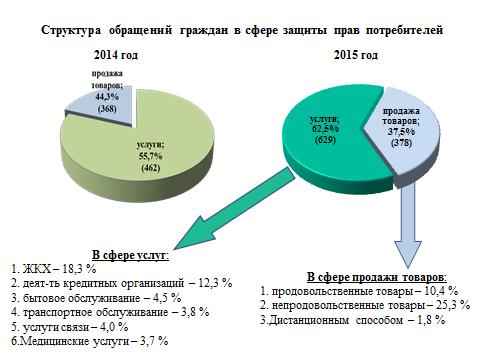 Структура обращений граждан в сфере защиты прав потребителей
2014 год
2015 год
продажа
товаров;
44,3%
(368)
услуги;
55,7%
(462)
услуги;
62,5%
(629)
продажа
товаров;
37,5%
(378)
В сфере услуг:
1. ЖКХ – 18,3 %
2. деят-ть кредитных организаций – 12,3 %
3. бытовое обслуживание – 4,5 %
4. транспортное обслуживание – 3,8 %
5. услуги связи – 4,0 %
6.Медицинские услуги – 3,7 %
В сфере продажи товаров:
1. продовольственные товары – 10,4 %
2. непродовольственные товары – 25,3 %
3.Дистанционным способом – 1,8 %